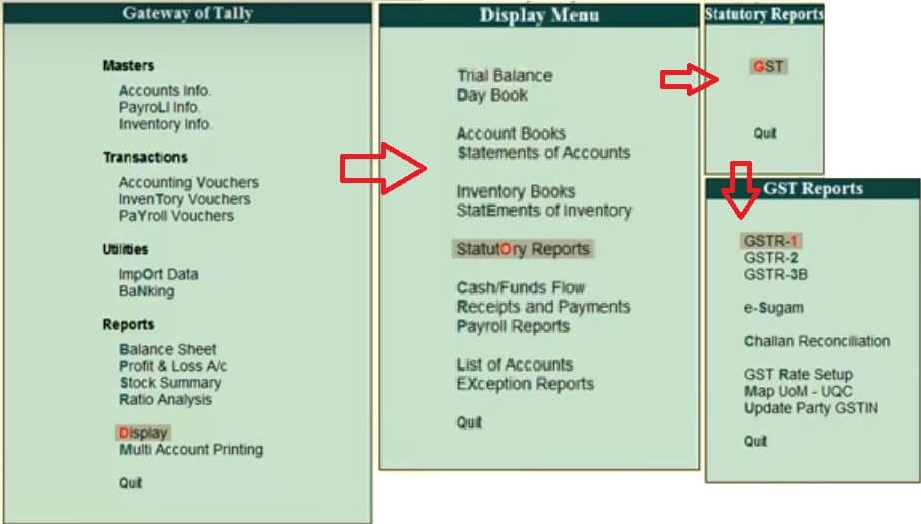 Gateway of Tally
Masters
Accounts Info.
PayroLl Info.
Inventory Info.
Transactions
Accounting Vouchers
InvenTory Vouchers
PaYroll Vouchers
Utilities
ImpOrt Data
BaNking
Reports
Balance Sheet
Profit & Loss A/c
Stock Summary
Ratio Analysis
Display
Multi Account Printing
Quit
Display Menu
Trial Balance
Day Book
Account Books
Statements of Accounts
Inventory Books
StatEments of Inventory
StatutOry Reports
Cash/Funds Flow
Receipts and Payments
Payroll Reports
List of Accounts
EXception Reports
Quit
Statutory Reports
GST
Quit
GST Reports
GSTR-1
GSTR-2
GSTR-3B
e-Sugam
Challan Reconciliation
GST Rate Setup
Map UoM - UQC
Update Party GSTIN
Quit